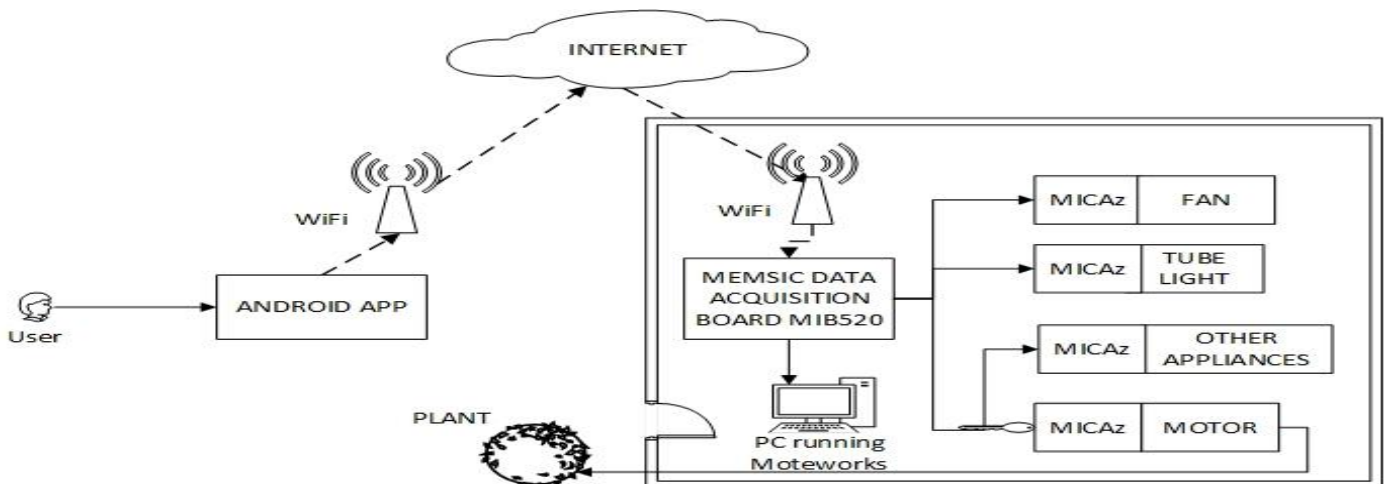 INTERNET
WiFi
WiFi
User
ANDROID APP
MEMSIC DATA
ACQUISITION
BOARD MIB520
PC running
Moteworks
MICAz FAN
MICAz TUBE
LIGHT
MICAz OTHER
APPLIANCES
MICAz MOTOR
PLANT